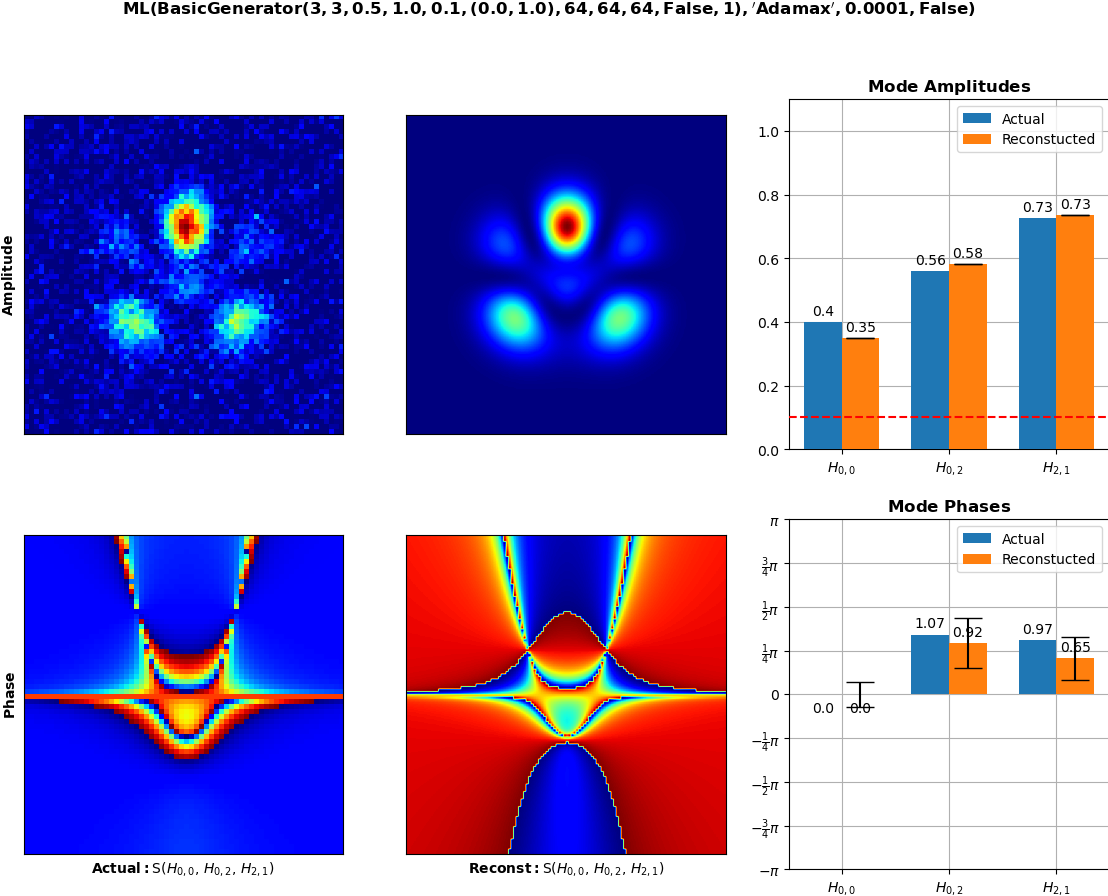 ML(BasicGenerator(3, 3, 0.5, 1.0, 0.1, (0.0, 1.0), 64, 64, 64, False, 1), 'Adamax', 0.0001, False)
Amplitude
Mode Amplitudes
Actual
Reconstucted
1.0
0.8
0.6
0.4
0.2
0.0
0.4
0.35
0.56
0.58
0.73
0.73
H0,0
H0,2
H2,1
Phase
Actual: S(H0,0, H0,2, H2,1)
Reconst: S(H0,0, H0,2, H2,1)
Mode Phases
Actual
Reconstucted
π
3/4π
1/2π
1/4π
0
−1/4π
−1/2π
−3/4π
−π
0.0
0.0
1.07
0.92
0.97
0.65
H0,0
H0,2
H2,1